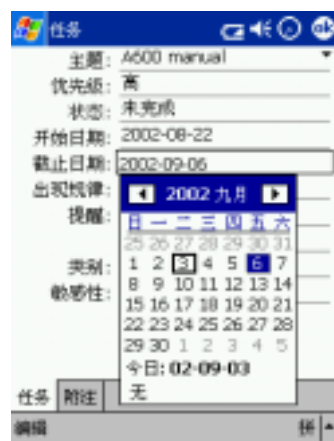 任务 ok
主题: A600 manual
优先级: 高
状态: 未完成
开始日期: 2002-08-22
截止日期: 2002-09-06
出现规律:
提醒:
类别:
敏感性:
2002 九月
日 一 二 三 四 五 六
25 26 27 28 29 30 31
1 2 3 4 5 6 7
8 9 10 11 12 13 14
15 16 17 18 19 20 21
22 23 24 25 26 27 28
29 30 1 2 3 4 5
今日: 02-09-03
无
任务 附注
编辑 拼